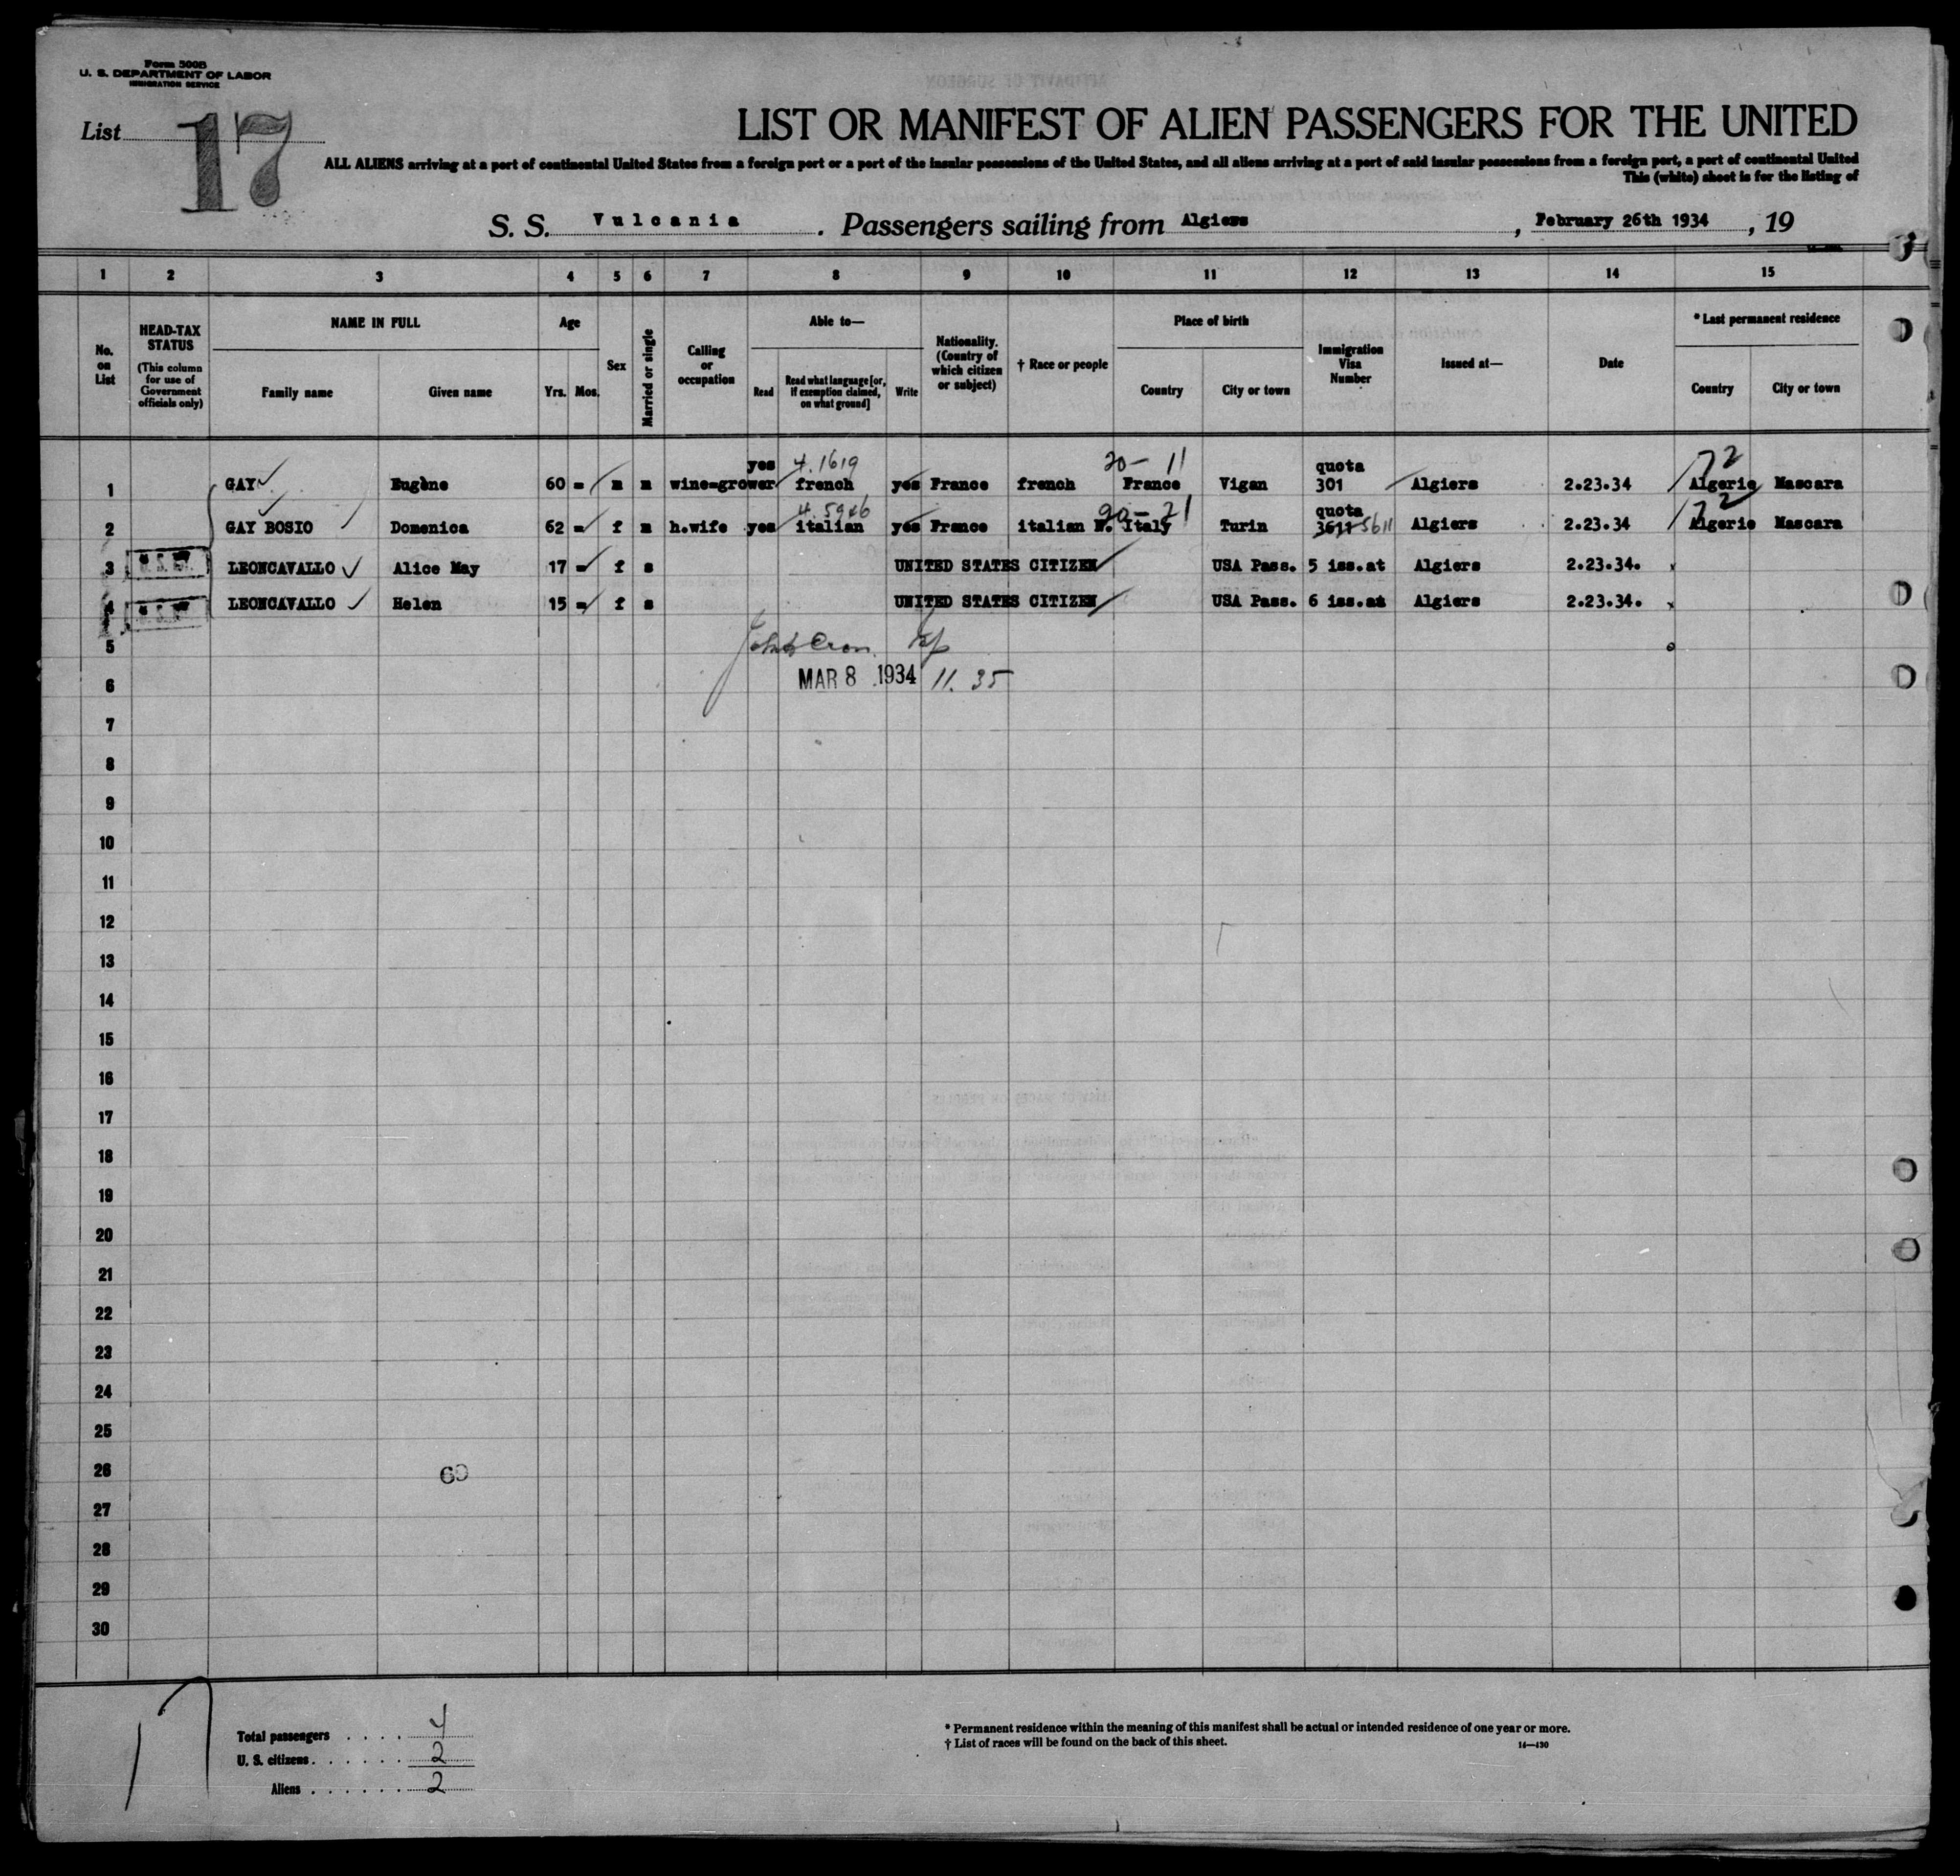 Form 500B
U. S. DEPARTMENT OF LABOR
IMMIGRATION SERVICE
List 17
LIST OR MANIFEST OF ALIEN PASSENGERS FOR THE UNITED
ALL ALIENS arriving at a port of continental United States from a foreign port or a port of the insular possessions of the United States, and all aliens arriving at a port of said insular possessions from a foreign port, a port of continental United
This (white) sheet is for the listing of
S. S. Vulcania. Passengers sailing from Algiers, February 26th 1934, 19
1 2 3 4 5 6 7 8 9 10 11 12 13 14 15
No. on List
HEAD-TAX STATUS
(This column for use of Government officials only)
NAME IN FULL
Family name
Given name
Age
Yrs. Mos.
Sex
Married or single
Calling or occupation
Able to—
Read
Read what language [or, if exemption claimed, on what ground]
Write
Nationality. (Country of which citizen or subject)
† Race or people
Place of birth
Country
City or town
Immigration Visa Number
Issued at—
Date
* Last permanent residence
Country
City or town
yes 4.1619 20— 11 quota 72
1 GAY Eugène 60 - m m wine-grower french yes France french France Vigan 301 Algiers 2.23.34 Algerie Mascara
quota 72
2 GAY BOSIO Domenica 62 - f m h.wife yes italian yes France italian N. Italy Turin 5611 Algiers 2.23.34 Algerie Mascara
3 LEONCAVALLO Alice May 17 - f s UNITED STATES CITIZEN USA Pass. 5 iss.at Algiers 2.23.34.
4 LEONCAVALLO Helen 15 - f s UNITED STATES CITIZEN USA Pass. 6 iss.at Algiers 2.23.34.
5
6 MAR 8 1934 11.35
7
8
9
10
11
12
13
14
15
16
17
18
19
20
21
22
23
24
25
26
27
28
29
30
17
Total passengers . . . . 4
U. S. citizens . . . . . . 2
Aliens . . . . . . 2
* Permanent residence within the meaning of this manifest shall be actual or intended residence of one year or more.
† List of races will be found on the back of this sheet.
14—430